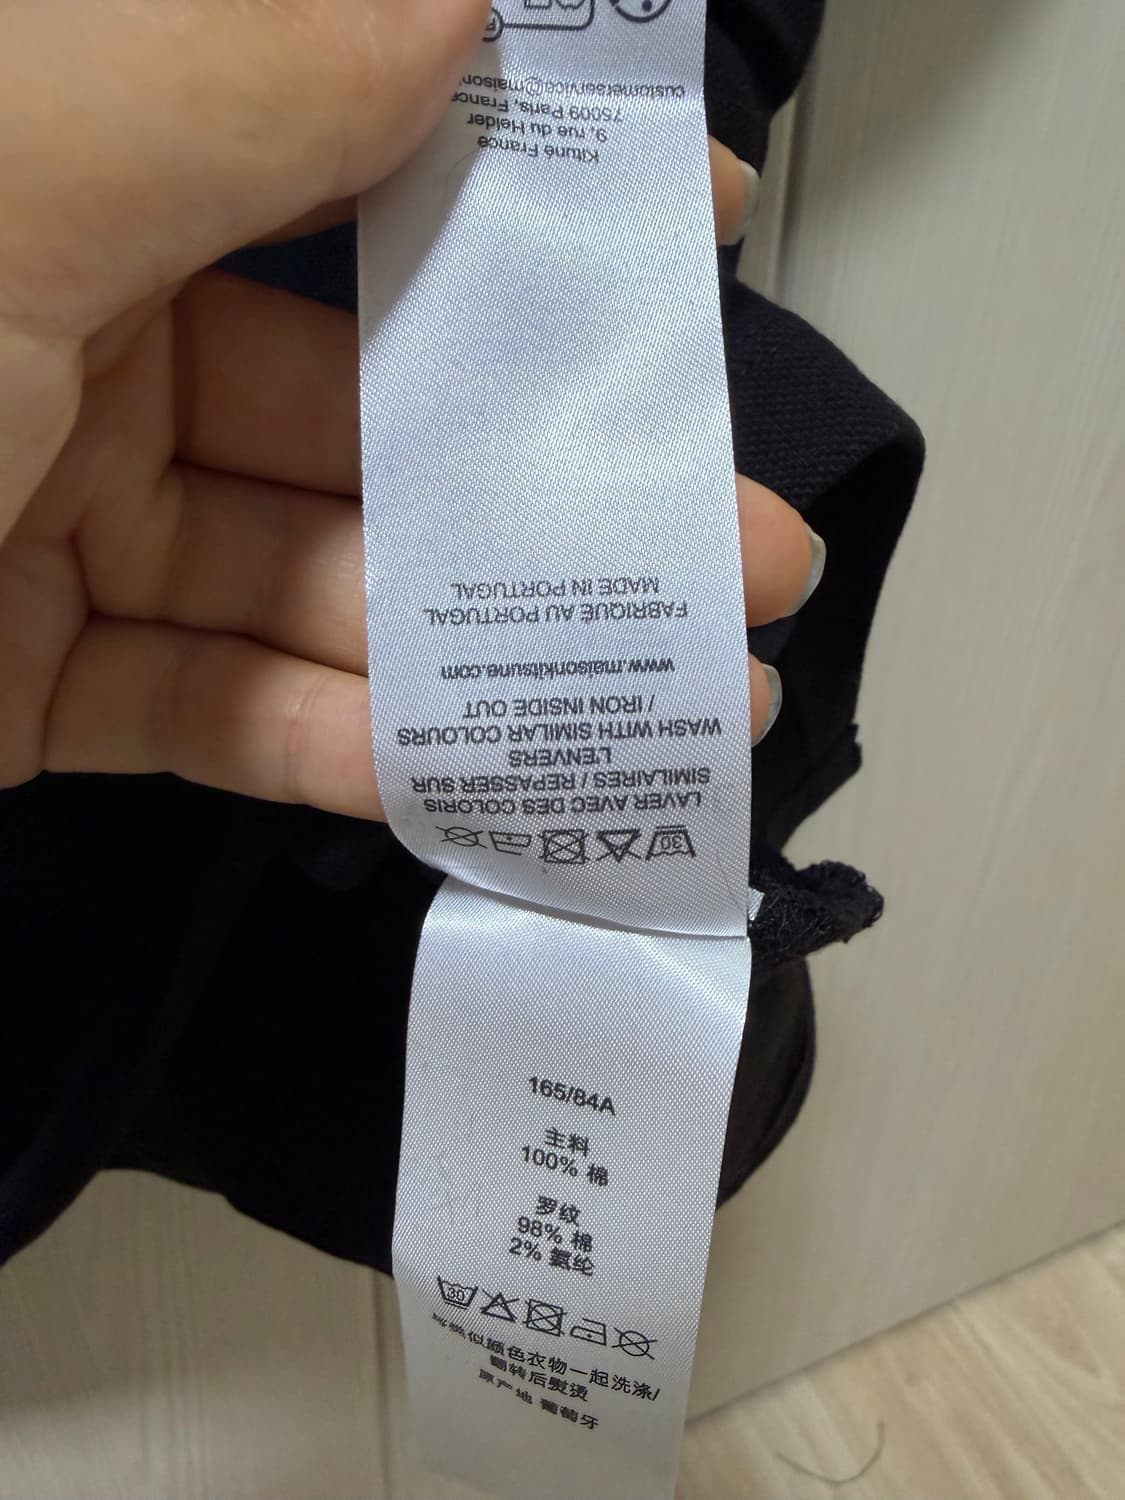 Kitune France
9, rue du Helder
75009 Paris, France
customerservice@maison
30
LAVER AVEC DES COLORIS
SIMILAIRES / REPASSER SUR
L'ENVERS
WASH WITH SIMILAR COLOURS
/ IRON INSIDE OUT
www.maisonkitsune.com
FABRIQUÉ AU PORTUGAL
MADE IN PORTUGAL
165/84A
主料
100% 棉
罗纹
98% 棉
2% 氨纶
30
类似颜色衣物一起洗涤/
翻转后熨烫
原产地 葡萄牙